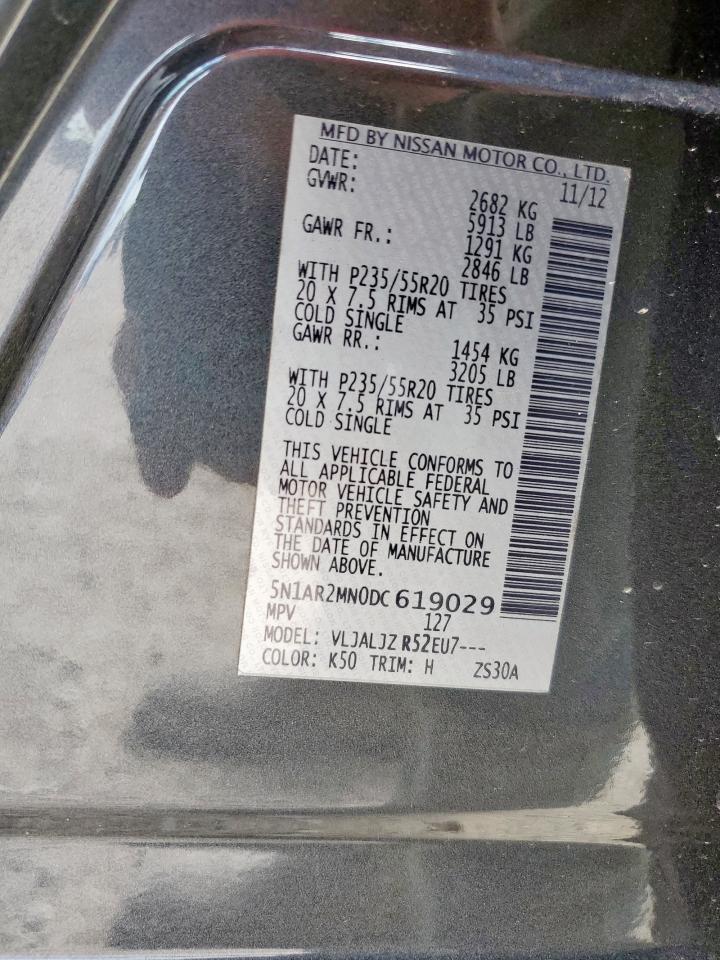 MFD BY NISSAN MOTOR CO., LTD.
DATE: 11/12
GVWR: 2682 KG
5913 LB
GAWR FR.: 1291 KG
2846 LB
WITH P235/55R20 TIRES
20 X 7.5 RIMS AT 35 PSI
COLD SINGLE
GAWR RR.: 1454 KG
3205 LB
WITH P235/55R20 TIRES
20 X 7.5 RIMS AT 35 PSI
COLD SINGLE
THIS VEHICLE CONFORMS TO
ALL APPLICABLE FEDERAL
MOTOR VEHICLE SAFETY AND
THEFT PREVENTION
STANDARDS IN EFFECT ON
THE DATE OF MANUFACTURE
SHOWN ABOVE.
5N1AR2MN0DC619029
MPV 127
MODEL: VLJALJZ R52EU7---
COLOR: K50 TRIM: H ZS30A